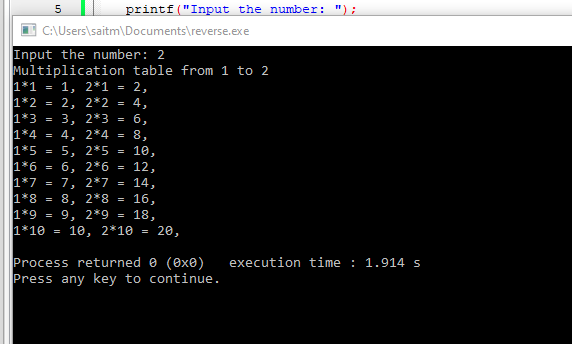 5 printf("Input the number: ");
C:\Users\saitm\Documents\reverse.exe
Input the number: 2
Multiplication table from 1 to 2
1*1 = 1, 2*1 = 2,
1*2 = 2, 2*2 = 4,
1*3 = 3, 2*3 = 6,
1*4 = 4, 2*4 = 8,
1*5 = 5, 2*5 = 10,
1*6 = 6, 2*6 = 12,
1*7 = 7, 2*7 = 14,
1*8 = 8, 2*8 = 16,
1*9 = 9, 2*9 = 18,
1*10 = 10, 2*10 = 20,
Process returned 0 (0x0)   execution time : 1.914 s
Press any key to continue.